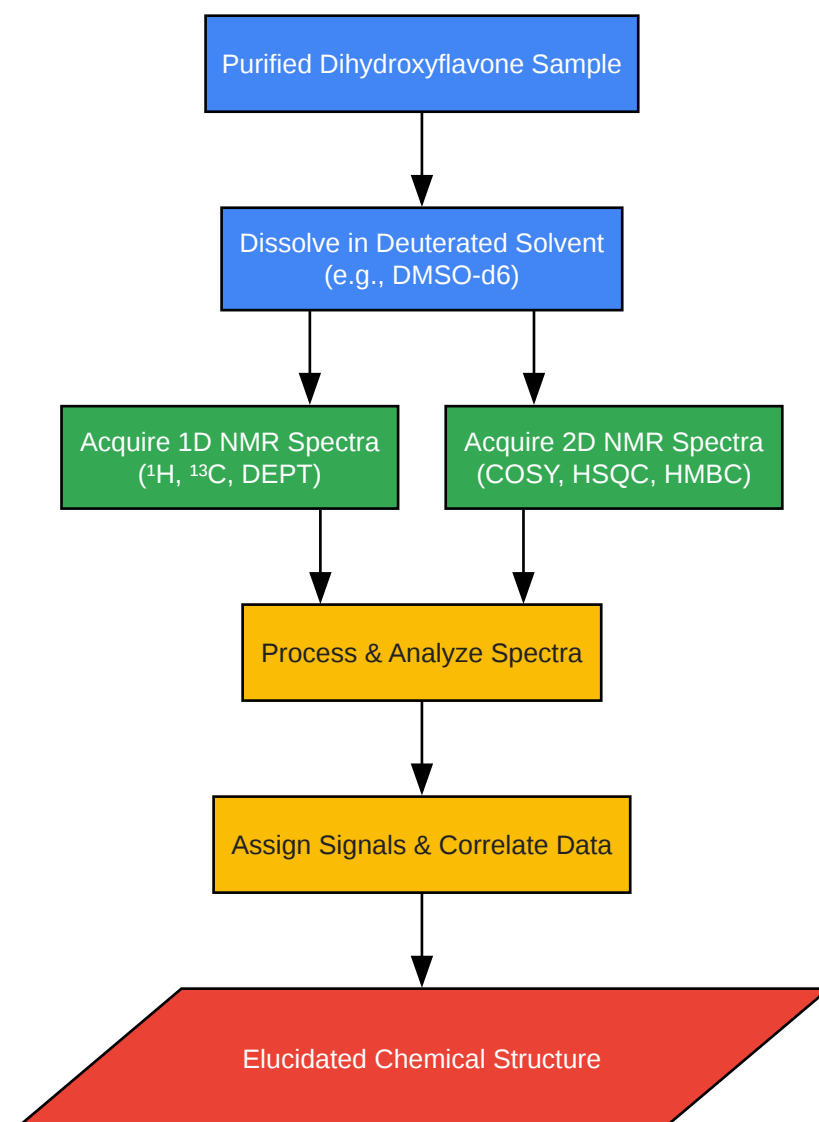 Purified Dihydroxyflavone Sample
Dissolve in Deuterated Solvent
(e.g., DMSO-d6)
Acquire 1D NMR Spectra
(¹H, ¹³C, DEPT)
Acquire 2D NMR Spectra
(COSY, HSQC, HMBC)
Process & Analyze Spectra
Assign Signals & Correlate Data
Elucidated Chemical Structure